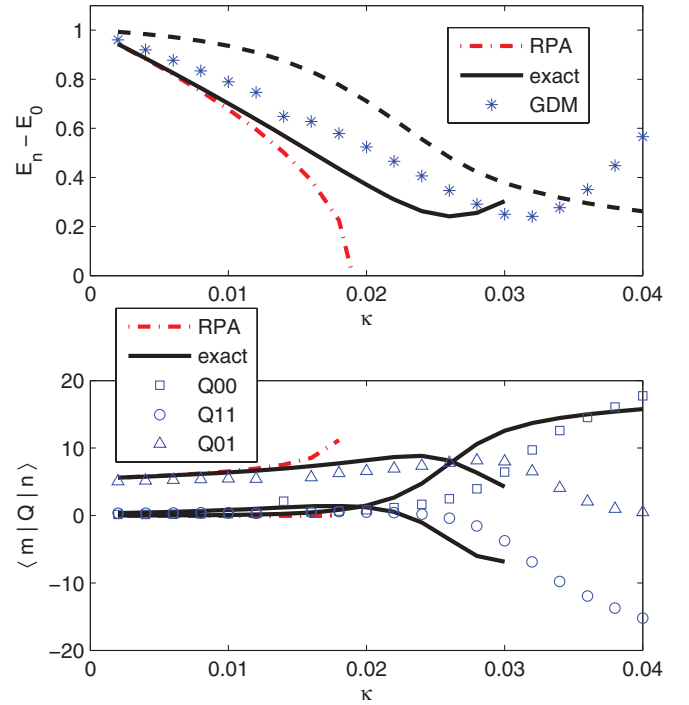 1
0.8
0.6
0.4
0.2
0
E_n − E_0
RPA
exact
GDM
0 0.01 0.02 0.03 0.04
κ
RPA
exact
Q00
Q11
Q01
20
10
0
−10
−20
⟨ m | Q | n ⟩
0 0.01 0.02 0.03 0.04
κ